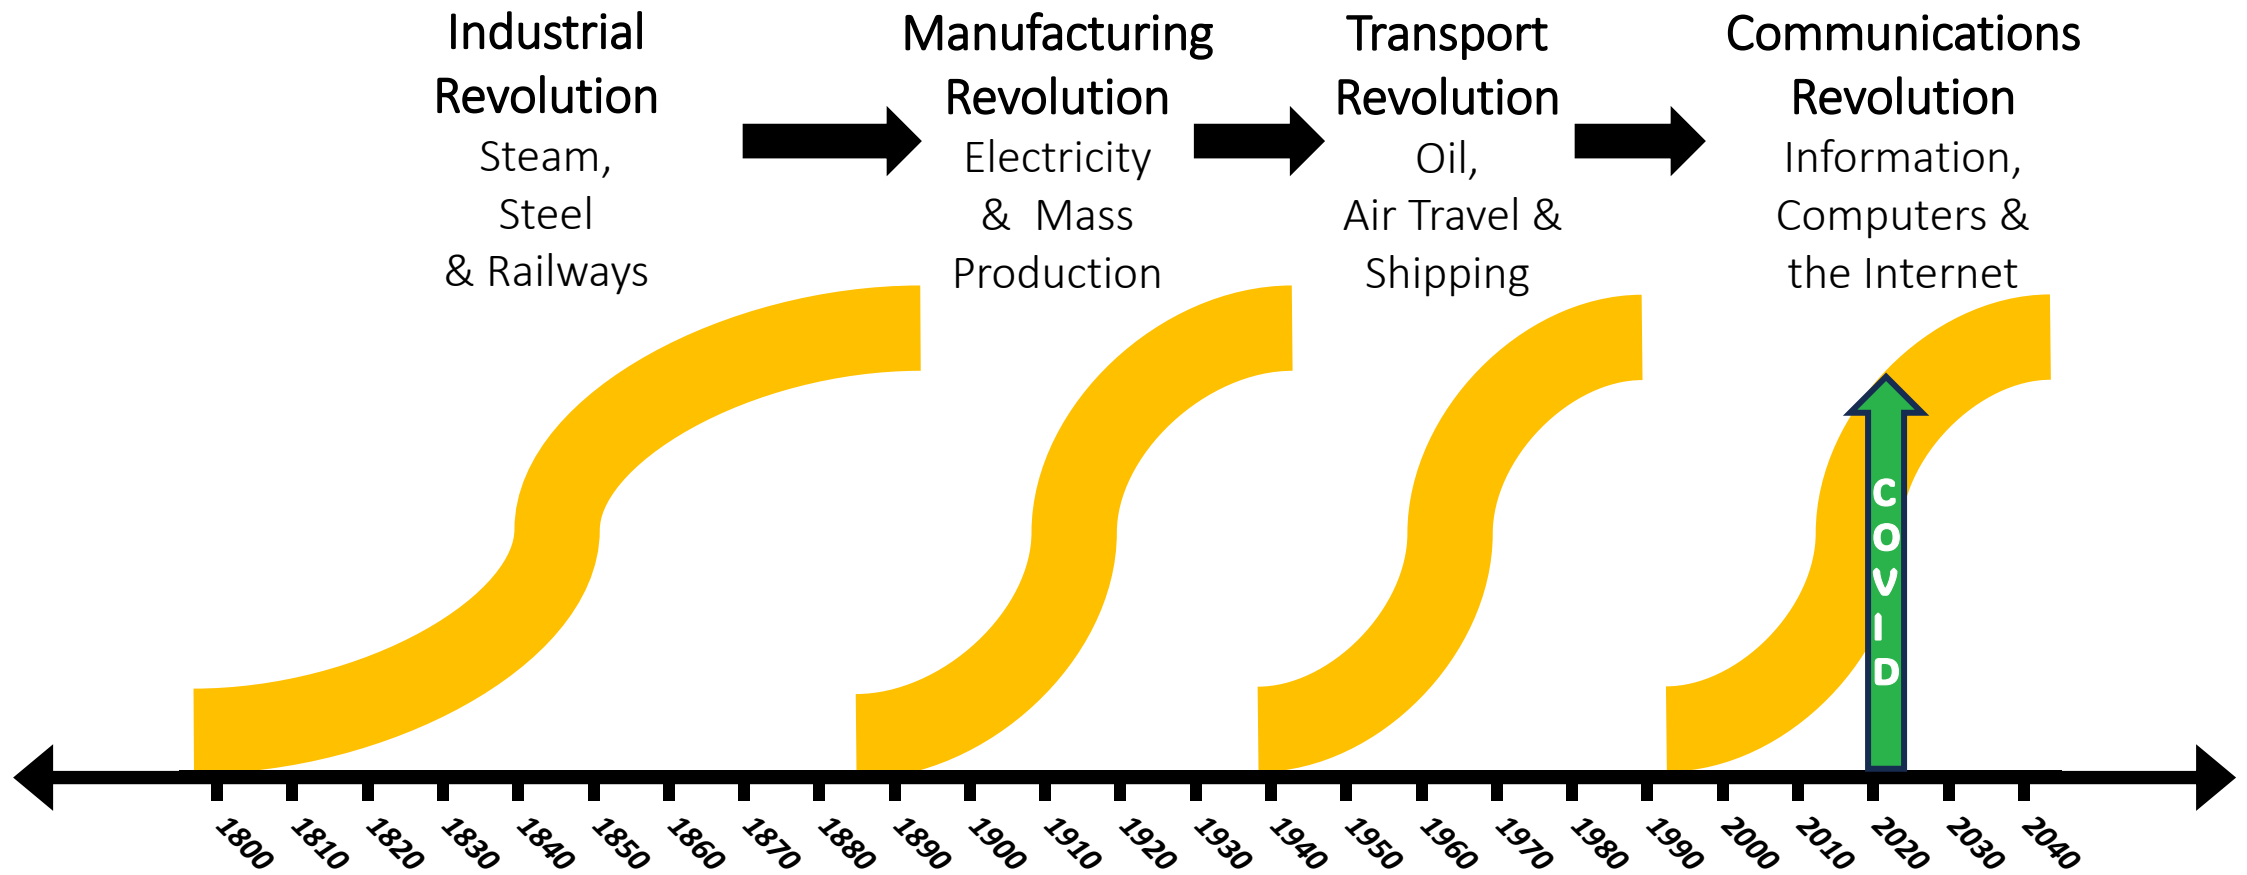 Industrial
Revolution
Steam,
Steel
& Railways
Manufacturing
Revolution
Electricity
& Mass
Production
Transport
Revolution
Oil,
Air Travel &
Shipping
Communications
Revolution
Information,
Computers &
the Internet
COVID
1800
1810
1820
1830
1840
1850
1860
1870
1880
1890
1900
1910
1920
1930
1940
1950
1960
1970
1980
1990
2000
2010
2020
2030
2040